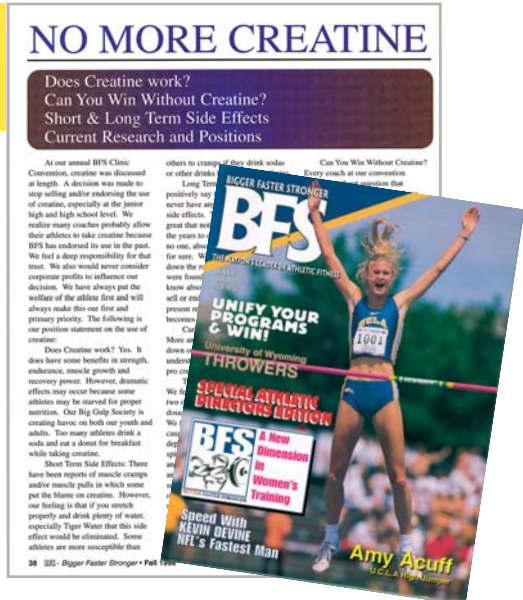 NO MORE CREATINE
Does Creatine work?
Can You Win Without Creatine?
Short & Long Term Side Effects
Current Research and Positions
At our annual BFS Clinic
Convention, creatine was discussed
at length. A decision was made to
stop selling and/or endorsing the use
of creatine, especially at the junior
high and high school level. We
realize many coaches probably allow
their athletes to take creatine because
BFS has endorsed its use in the past.
We feel a deep responsibility for that
trust. We also would never consider
corporate profits to influence our
decision. We have always put the
welfare of the athlete first and will
always make this our first and
primary priority. The following is
our position statement on the use of
creatine:
Does Creatine work? Yes. It
does have some benefits in strength,
endurance, muscle growth and
recovery power. However, dramatic
effects may occur because some
athletes may be starved for proper
nutrition. Our Big Gulp Society is
creating havoc on both our youth and
adults. Too many athletes drink a
soda and eat a donut for breakfast
while taking creatine.
Short Term Side Effects: There
have been reports of muscle cramps
and/or muscle pulls in which some
put the blame on creatine. However,
our feeling is that if you stretch
properly and drink plenty of water,
especially Tiger Water that this side
effect would be eliminated. Some
athletes are more susceptible than
others to cramps if they drink sodas
or other drinks
Long Term
positively say
never have an
side effects.
great that no
the years to
no one, abso
for sure. W
down the
were found
know abso
sell or en
present
becomes
Can You Win Without Creatine?
Every coach at our convention
question that
38 BFS - Bigger Faster Stronger • Fall
BIGGER FASTER STRONGER
BFS
THE NATION'S LEADER IN ATHLETIC FITNESS
UNIFY YOUR
PROGRAMS
& WIN!
University of Wyoming
THROWERS
SPECIAL ATHLETIC
DIRECTORS EDITION
BFS
A New
Dimension
in
Women's
Training
BETTER FASTER STRONGER
Speed With
KEVIN DEVINE
NFL's Fastest Man
UCLA
1001
Amy Acuff
U.C.L.A High Jumper